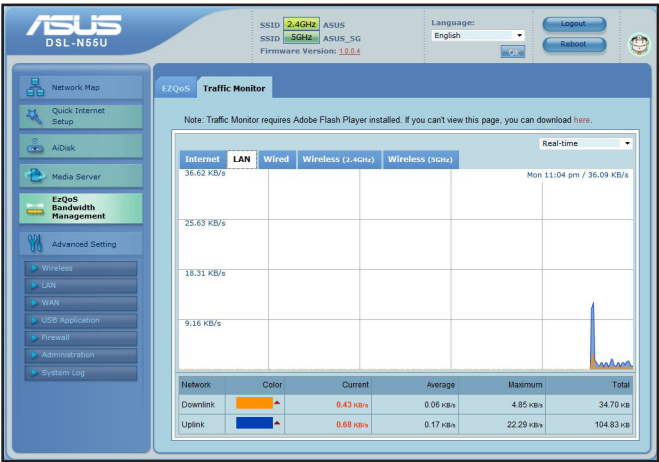 ASUS
DSL-N55U
SSID 2.4GHz ASUS
SSID 5GHz ASUS_5G
Firmware Version: 1.0.0.4
Language:
English
OK
Logout
Reboot
Network Map
Quick Internet
Setup
AiDisk
Media Server
EzQoS
Bandwidth
Management
Advanced Setting
Wireless
LAN
WAN
USB Application
Firewall
Administration
System Log
EZQoS Traffic Monitor
Note: Traffic Monitor requires Adobe Flash Player installed. If you can't view this page, you can download here.
Real-time
Internet LAN Wired Wireless (2.4GHz) Wireless (5GHz)
36.62 KB/s
Mon 11:04 pm / 36.09 KB/s
25.63 KB/s
18.31 KB/s
9.16 KB/s
Network Color Current Average Maximum Total
Downlink 0.43 KB/s 0.06 KB/s 4.85 KB/s 34.70 KB
Uplink 0.68 KB/s 0.17 KB/s 22.29 KB/s 104.83 KB